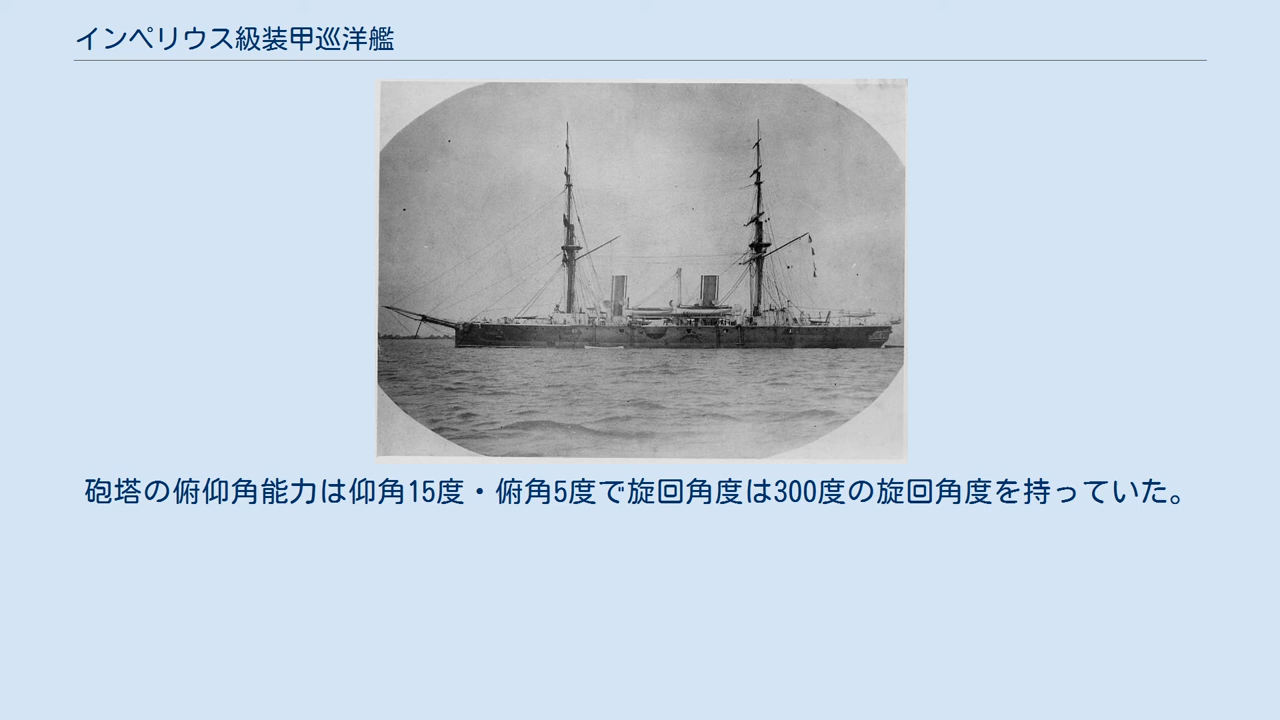 インペリウス級装甲巡洋艦
砲塔の俯仰角能力は仰角15度・俯角5度で旋回角度は300度の旋回角度を持っていた。